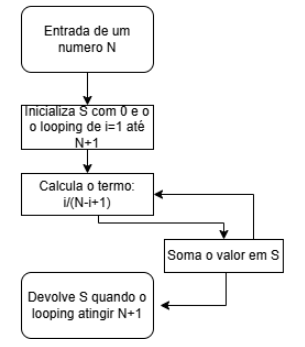 Entrada de um
numero N
Inicializa S com 0 e o
o looping de i=1 até
N+1
Calcula o termo:
i/(N-i+1)
Soma o valor em S
Devolve S quando o
looping atingir N+1